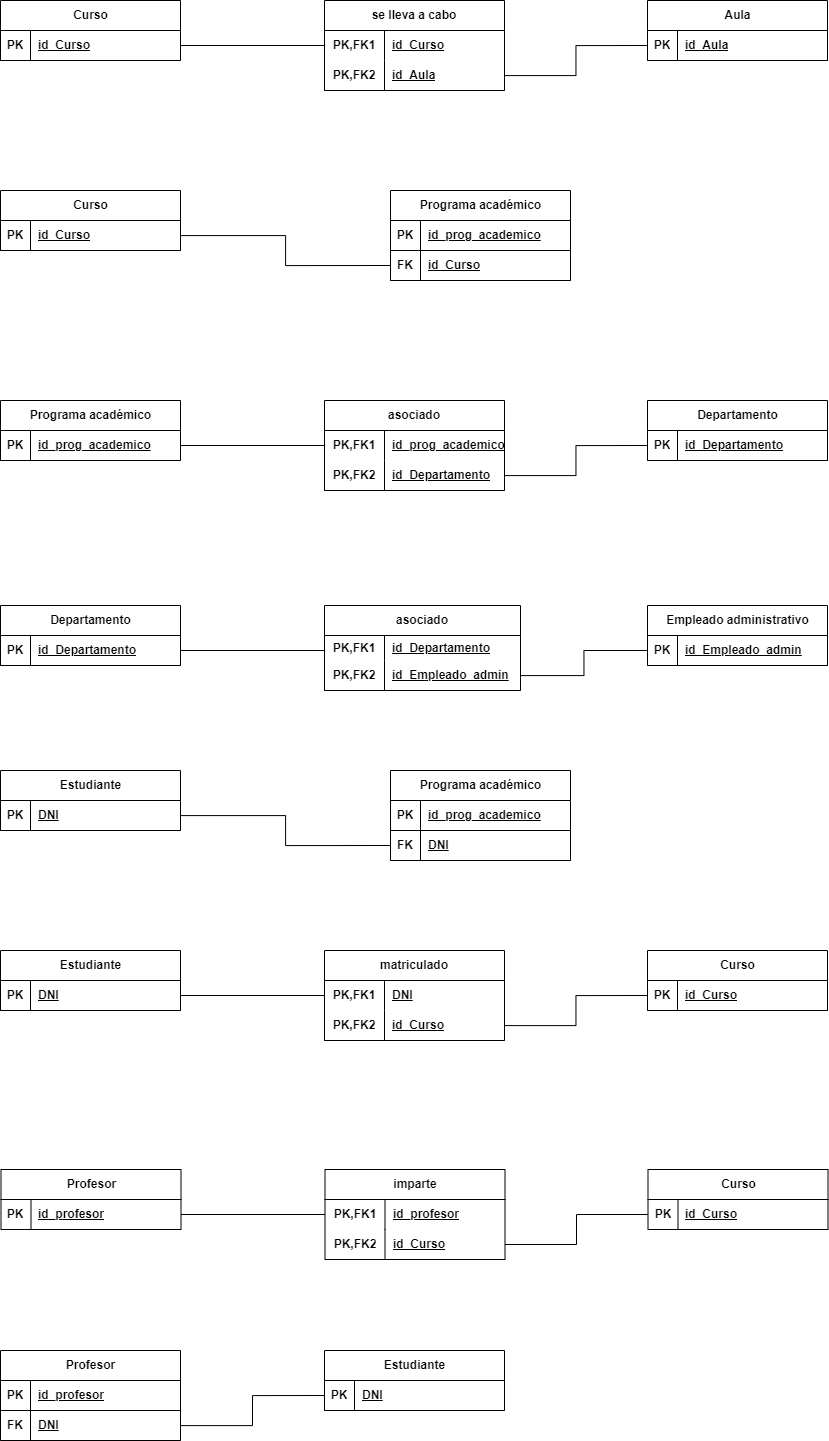 Curso
PK id_Curso
se lleva a cabo
PK,FK1 id_Curso
PK,FK2 id_Aula
Aula
PK id_Aula
Curso
PK id_Curso
Programa académico
PK id_prog_academico
FK id_Curso
Programa académico
PK id_prog_academico
asociado
PK,FK1 id_prog_academico
PK,FK2 id_Departamento
Departamento
PK id_Departamento
Departamento
PK id_Departamento
asociado
PK,FK1 id_Departamento
PK,FK2 id_Empleado_admin
Empleado administrativo
PK id_Empleado_admin
Estudiante
PK DNI
Programa académico
PK id_prog_academico
FK DNI
Estudiante
PK DNI
matriculado
PK,FK1 DNI
PK,FK2 id_Curso
Curso
PK id_Curso
Profesor
PK id_profesor
imparte
PK,FK1 id_profesor
PK,FK2 id_Curso
Curso
PK id_Curso
Profesor
PK id_profesor
FK DNI
Estudiante
PK DNI